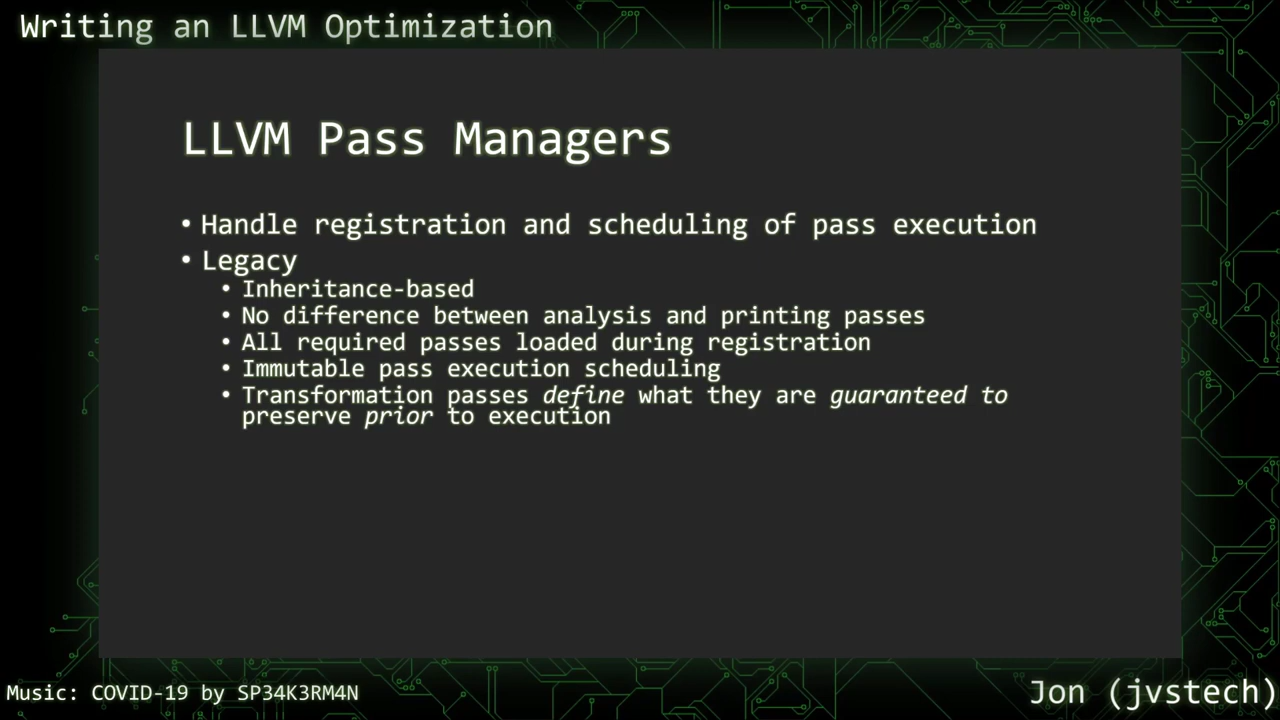 Writing an LLVM Optimization
LLVM Pass Managers
• Handle registration and scheduling of pass execution
• Legacy
• Inheritance-based
• No difference between analysis and printing passes
• All required passes loaded during registration
• Immutable pass execution scheduling
• Transformation passes define what they are guaranteed to
preserve prior to execution
Music: COVID-19 by SP34K3RM4N
Jon (jvstech)